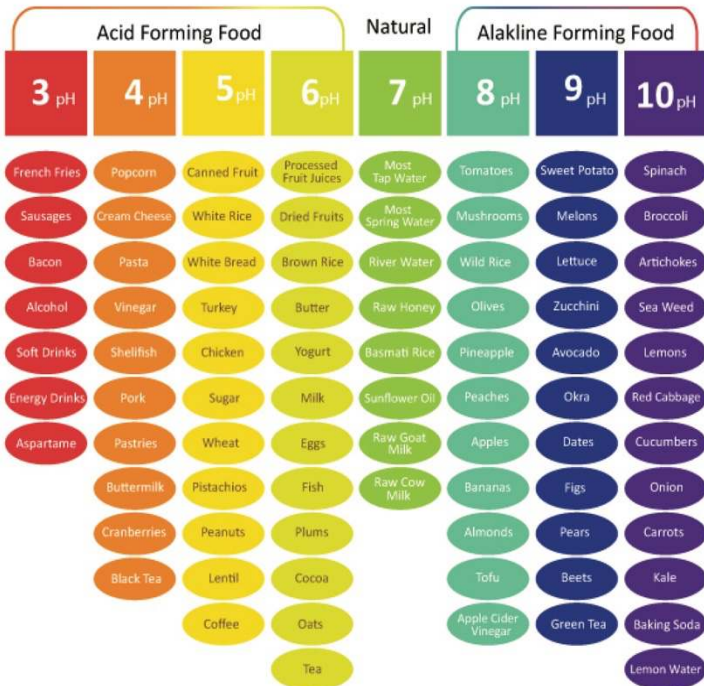 Acid Forming Food
Natural
Alakline Forming Food
3 pH
4 pH
5 pH
6 pH
7 pH
8 pH
9 pH
10 pH
French Fries
Sausages
Bacon
Alcohol
Soft Drinks
Energy Drinks
Aspartame
Popcorn
Cream Cheese
Pasta
Vinegar
Shelifish
Pork
Pastries
Buttermilk
Cranberries
Black Tea
Canned Fruit
White Rice
White Bread
Turkey
Chicken
Sugar
Wheat
Pistachios
Peanuts
Lentil
Coffee
Processed
Fruit Juices
Dried Fruits
Brown Rice
Butter
Yogurt
Milk
Eggs
Fish
Plums
Cocoa
Oats
Tea
Most
Tap Water
Most
Spring Water
River Water
Raw Honey
Basmati Rice
Sunflower Oil
Raw Goat
Milk
Raw Cow
Milk
Tomatoes
Mushrooms
Wild Rice
Olives
Pineapple
Peaches
Apples
Bananas
Almonds
Tofu
Apple Cider
Vinegar
Sweet Potato
Melons
Lettuce
Zucchini
Avocado
Okra
Dates
Figs
Pears
Beets
Green Tea
Spinach
Broccoli
Artichokes
Sea Weed
Lemons
Red Cabbage
Cucumbers
Onion
Carrots
Kale
Baking Soda
Lemon Water